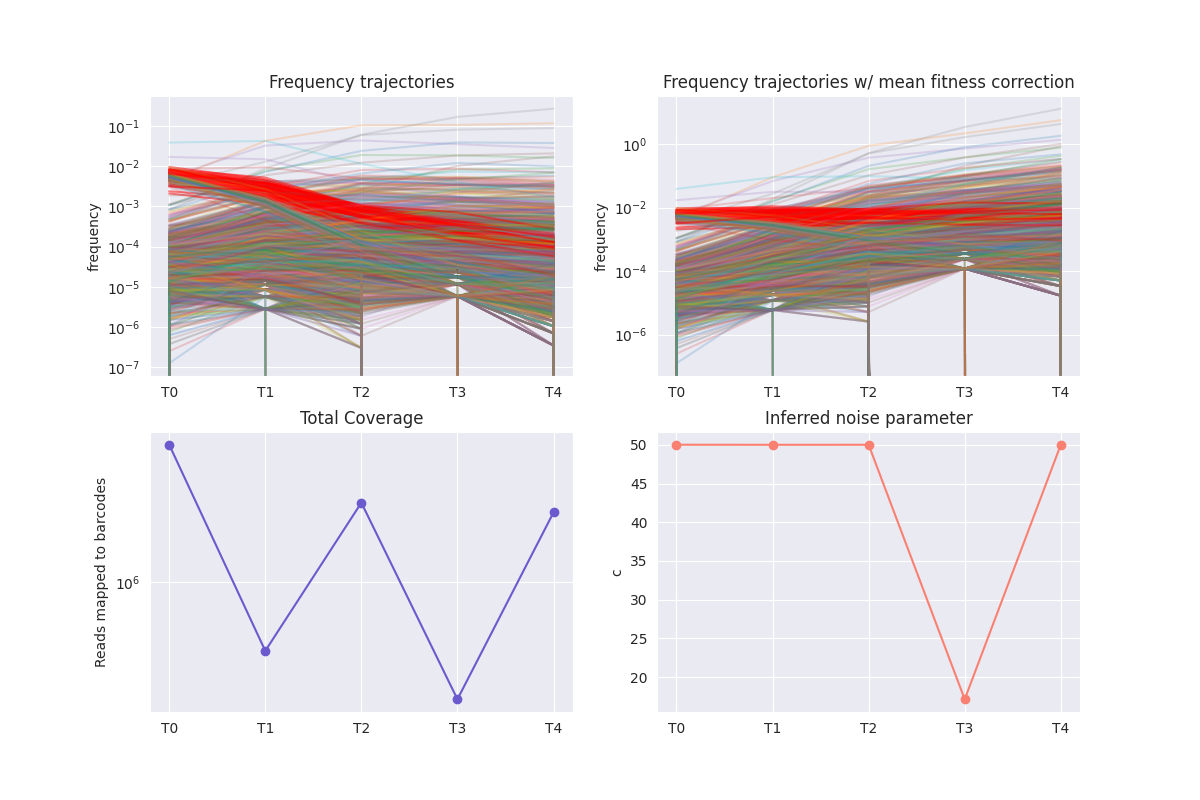 Frequency trajectories
frequency
10⁻¹
10⁻²
10⁻³
10⁻⁴
10⁻⁵
10⁻⁶
10⁻⁷
T0 T1 T2 T3 T4
Frequency trajectories w/ mean fitness correction
frequency
10⁰
10⁻²
10⁻⁴
10⁻⁶
T0 T1 T2 T3 T4
Total Coverage
Reads mapped to barcodes
10⁶
T0 T1 T2 T3 T4
Inferred noise parameter
c
50
45
40
35
30
25
20
T0 T1 T2 T3 T4